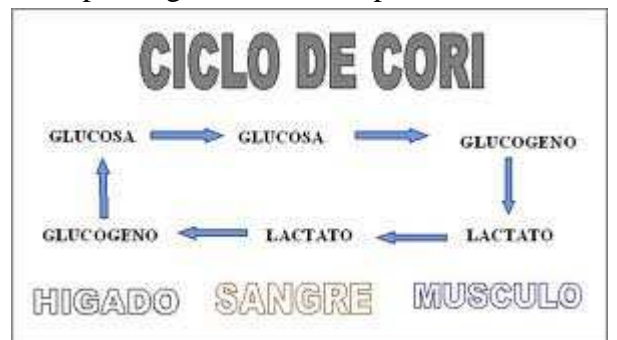 CICLO DE CORI
GLUCOSA GLUCOSA GLUCOGENO
GLUCOGENO LACTATO LACTATO
HIGADO SANGRE MUSCULO